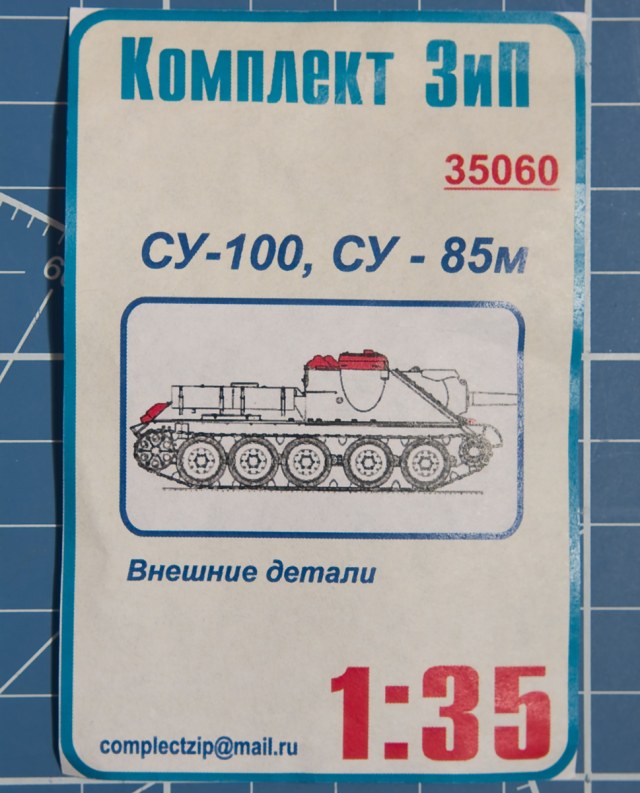 Комплект ЗиП
35060
СУ-100, СУ - 85м
Внешние детали
1:35
complectzip@mail.ru